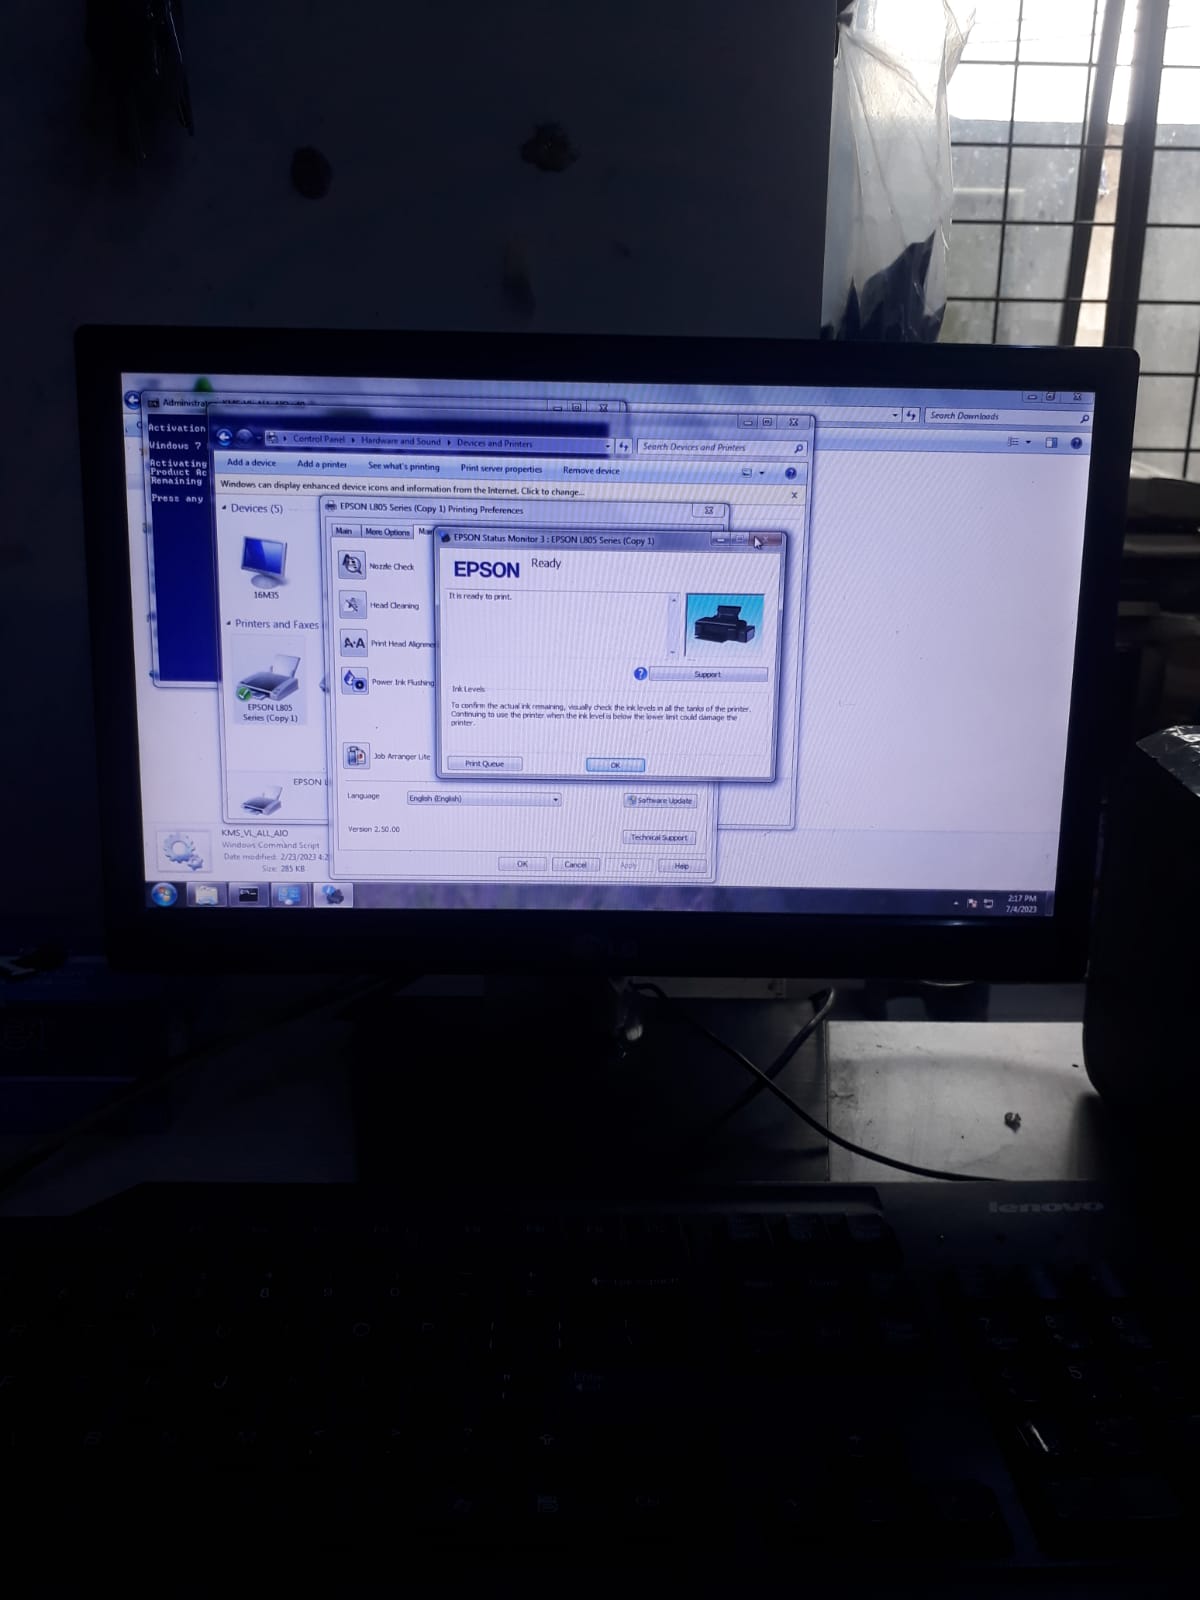 Search Downloads
Activation
Windows 7
Activating
Product Ac
Remaining
Press any
Control Panel
Hardware and Sound
Devices and Printers
Search Devices and Printers
Add a device
Add a printer
See what's printing
Print server properties
Remove device
Windows can display enhanced device icons and information from the Internet. Click to change...
Devices (5)
16M35
Printers and Faxes
EPSON L805
Series (Copy 1)
EPSON L
EPSON L805 Series (Copy 1) Printing Preferences
Main
More Options
Nozzle Check
Head Cleaning
Print Head Alignme
Power Ink Flushing
Job Arranger Lite
Language
English (English)
Software Update
Version 2.50.00
Technical Support
OK
Cancel
Apply
Help
EPSON Status Monitor 3 : EPSON L805 Series (Copy 1)
EPSON
Ready
It is ready to print.
Support
Ink Levels
To confirm the actual ink remaining, visually check the ink levels in all the tanks of the printer.
Continuing to use the printer when the ink level is below the lower limit could damage the
printer.
Print Queue
OK
KMS_VL_ALL_AIO
Windows Command Script
Date modified: 2/23/2023 4:2
Size: 285 KB
2:17 PM
7/4/2023
lenovo